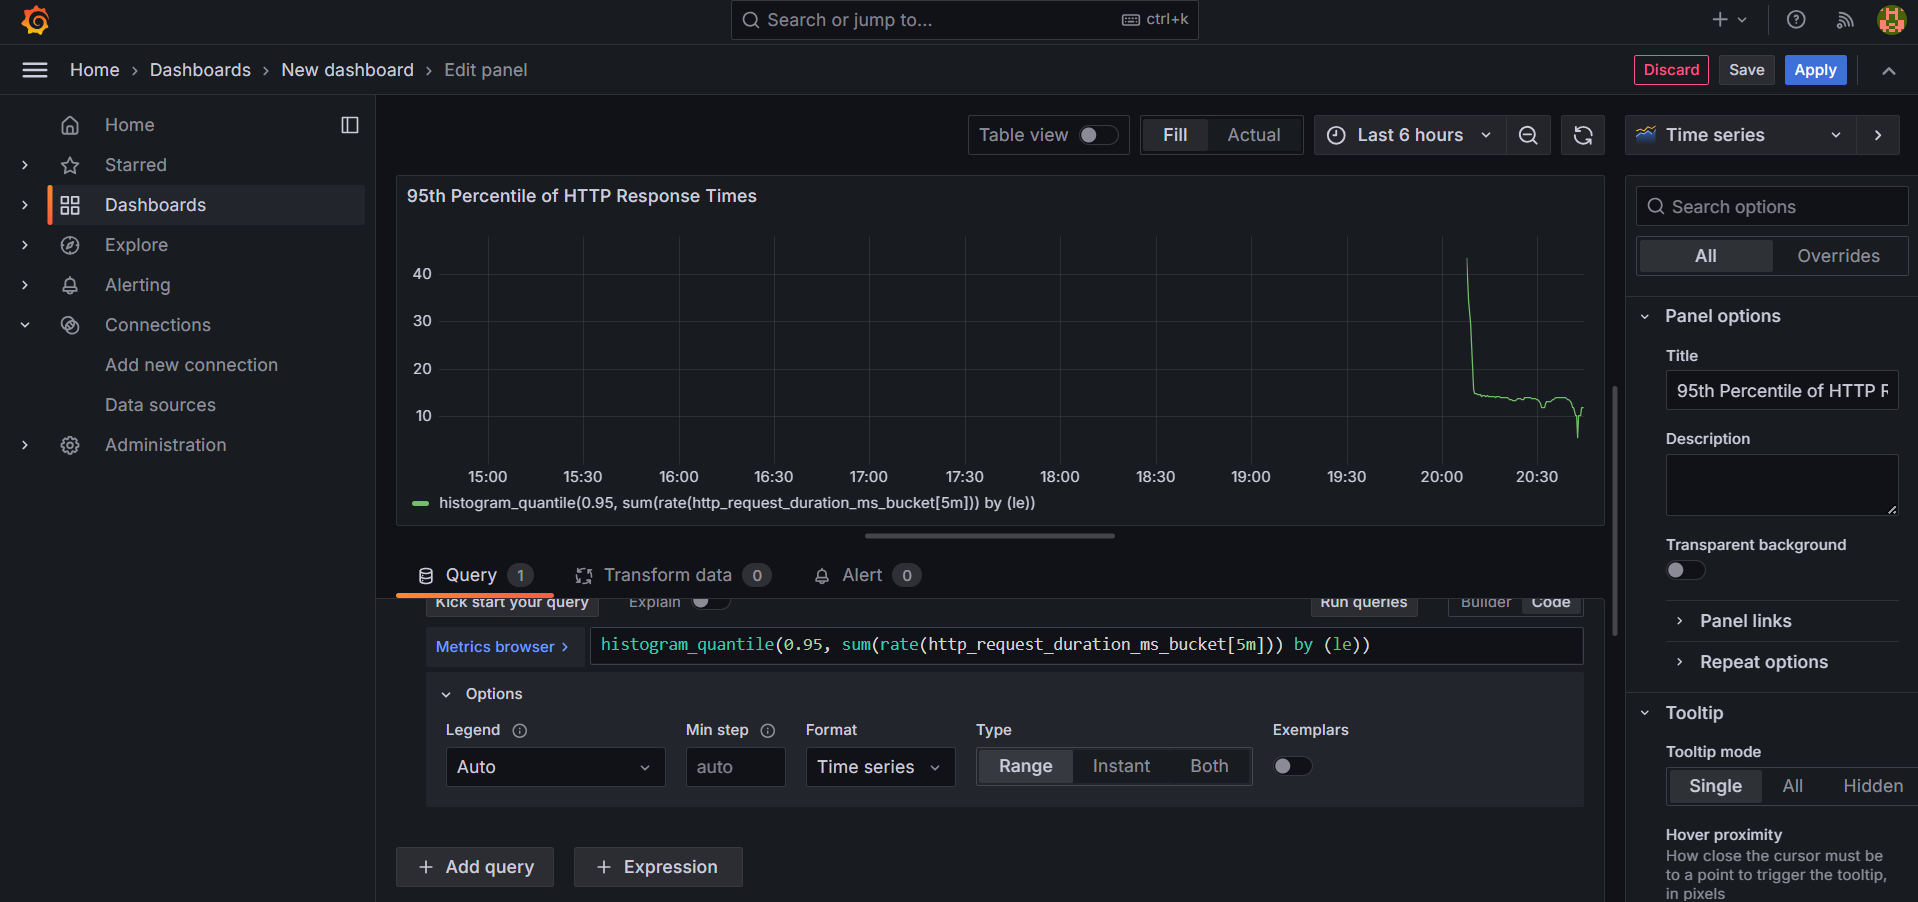 Search or jump to...
ctrl+k
Home › Dashboards › New dashboard › Edit panel
Discard
Save
Apply
Home
Starred
Dashboards
Explore
Alerting
Connections
Add new connection
Data sources
Administration
Table view
Fill
Actual
Last 6 hours
Time series
95th Percentile of HTTP Response Times
40
30
20
10
15:00 15:30 16:00 16:30 17:00 17:30 18:00 18:30 19:00 19:30 20:00 20:30
histogram_quantile(0.95, sum(rate(http_request_duration_ms_bucket[5m])) by (le))
Query 1
Transform data 0
Alert 0
Kick start your query
Explain
Run queries
Builder
Code
Metrics browser ›
histogram_quantile(0.95, sum(rate(http_request_duration_ms_bucket[5m])) by (le))
Options
Legend
Min step
Format
Type
Exemplars
Auto
auto
Time series
Range
Instant
Both
+ Add query
+ Expression
Search options
All
Overrides
Panel options
Title
95th Percentile of HTTP R
Description
Transparent background
Panel links
Repeat options
Tooltip
Tooltip mode
Single
All
Hidden
Hover proximity
How close the cursor must be
to a point to trigger the tooltip,
in pixels